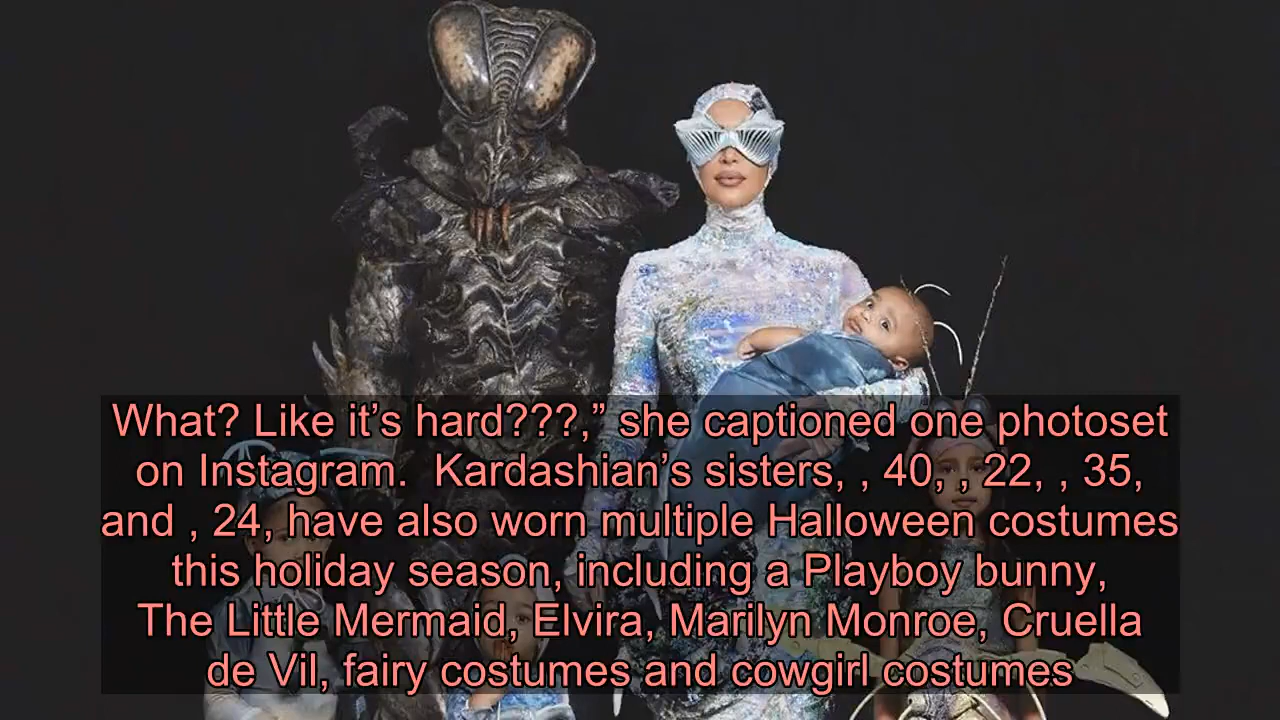 What? Like it’s hard???,” she captioned one photoset
on Instagram.  Kardashian’s sisters, , 40, , 22, , 35,
and , 24, have also worn multiple Halloween costumes
this holiday season, including a Playboy bunny,
The Little Mermaid, Elvira, Marilyn Monroe, Cruella
de Vil, fairy costumes and cowgirl costumes